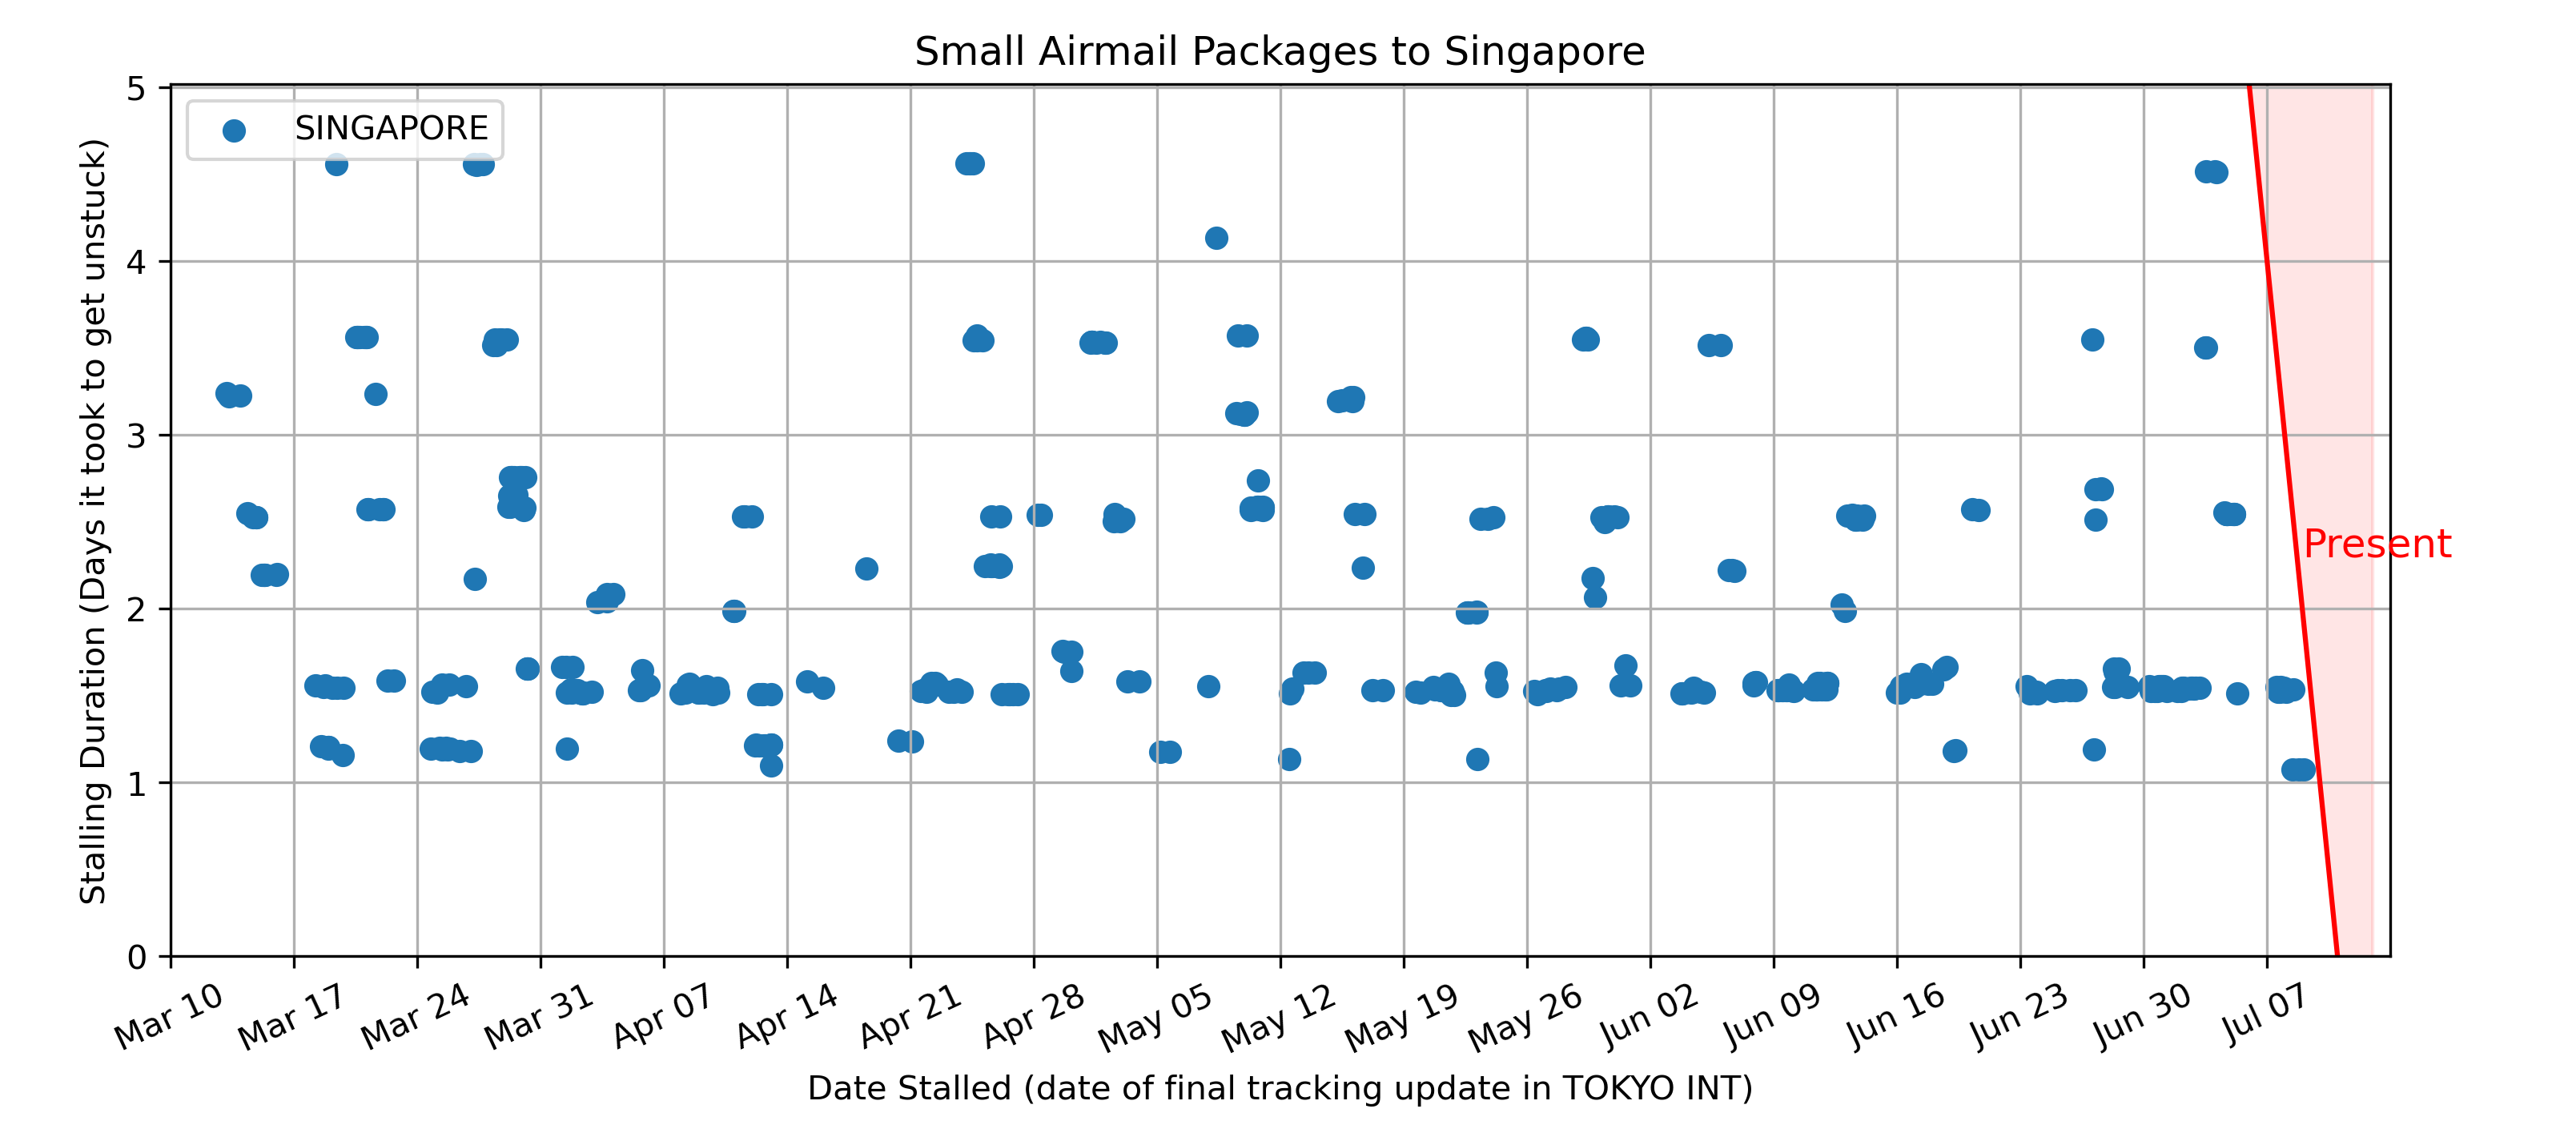 Small Airmail Packages to Singapore
SINGAPORE
5
4
3
2
1
0
Stalling Duration (Days it took to get unstuck)
Present
Mar 10
Mar 17
Mar 24
Mar 31
Apr 07
Apr 14
Apr 21
Apr 28
May 05
May 12
May 19
May 26
Jun 02
Jun 09
Jun 16
Jun 23
Jun 30
Jul 07
Date Stalled (date of final tracking update in TOKYO INT)